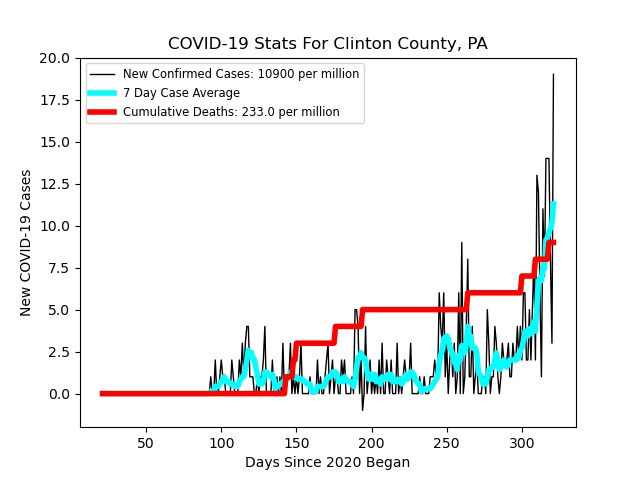 COVID-19 Stats For Clinton County, PA
New Confirmed Cases: 10900 per million
7 Day Case Average
Cumulative Deaths: 233.0 per million
20.0
17.5
15.0
12.5
10.0
7.5
5.0
2.5
0.0
New COVID-19 Cases
50 100 150 200 250 300
Days Since 2020 Began